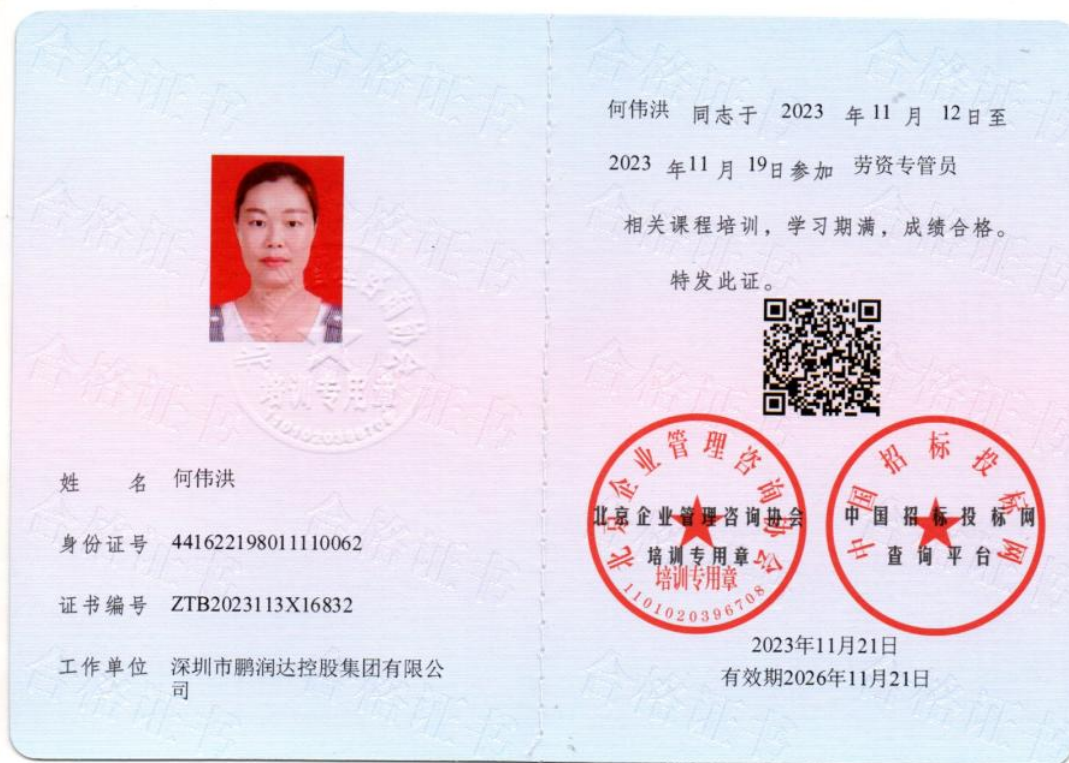 姓 名 何伟洪
身份证号 441622198011110062
证书编号 ZTB2023113X16832
工作单位 深圳市鹏润达控股集团有限公
司
何伟洪 同志于 2023 年 11 月 12 日至
2023 年 11 月 19 日参加 劳资专管员
相关课程培训，学习期满，成绩合格。
特发此证。
北京企业管理咨询协会
北京企业管理咨询协会
培训专用章
培训专用章
1101020396708
中国招标投标网
中国招标投标网
查询平台
2023年11月21日
有效期2026年11月21日
合格证书
培训专用章